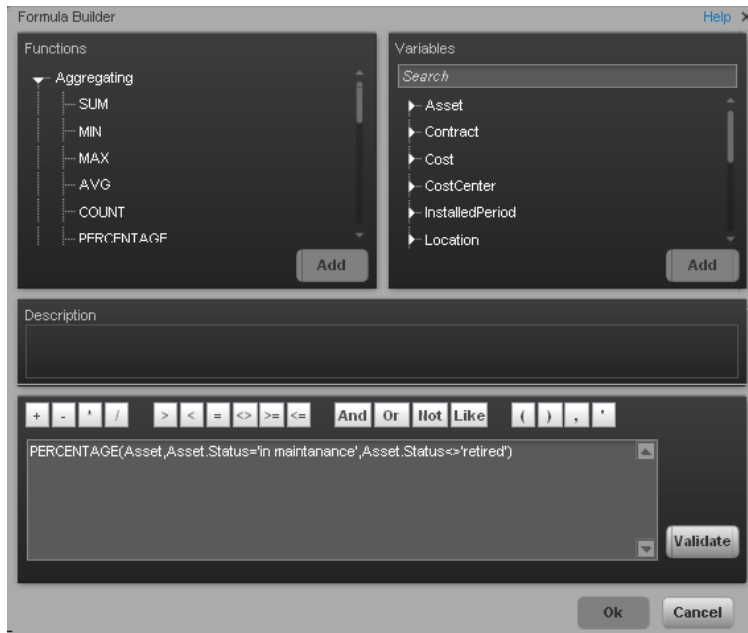 Formula Builder
Help X
Functions
Aggregating
SUM
MIN
MAX
AVG
COUNT
PERCENTAGE
Add
Variables
Search
Asset
Contract
Cost
CostCenter
InstalledPeriod
Location
Add
Description
+ - * / > < = <> >= <= And Or Not Like ( ) , '
PERCENTAGE(Asset,Asset.Status='in maintanance',Asset.Status<>'retired')
Validate
Ok
Cancel